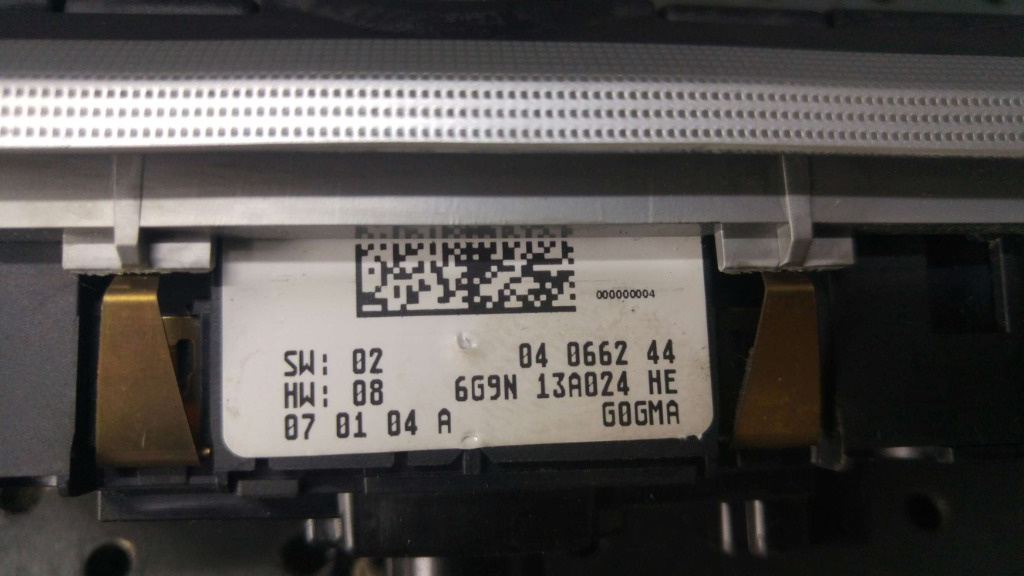 000000004
SW: 02 04 0662 44
HW: 08 6G9N 13A024 HE
07 01 04 A G0GMA